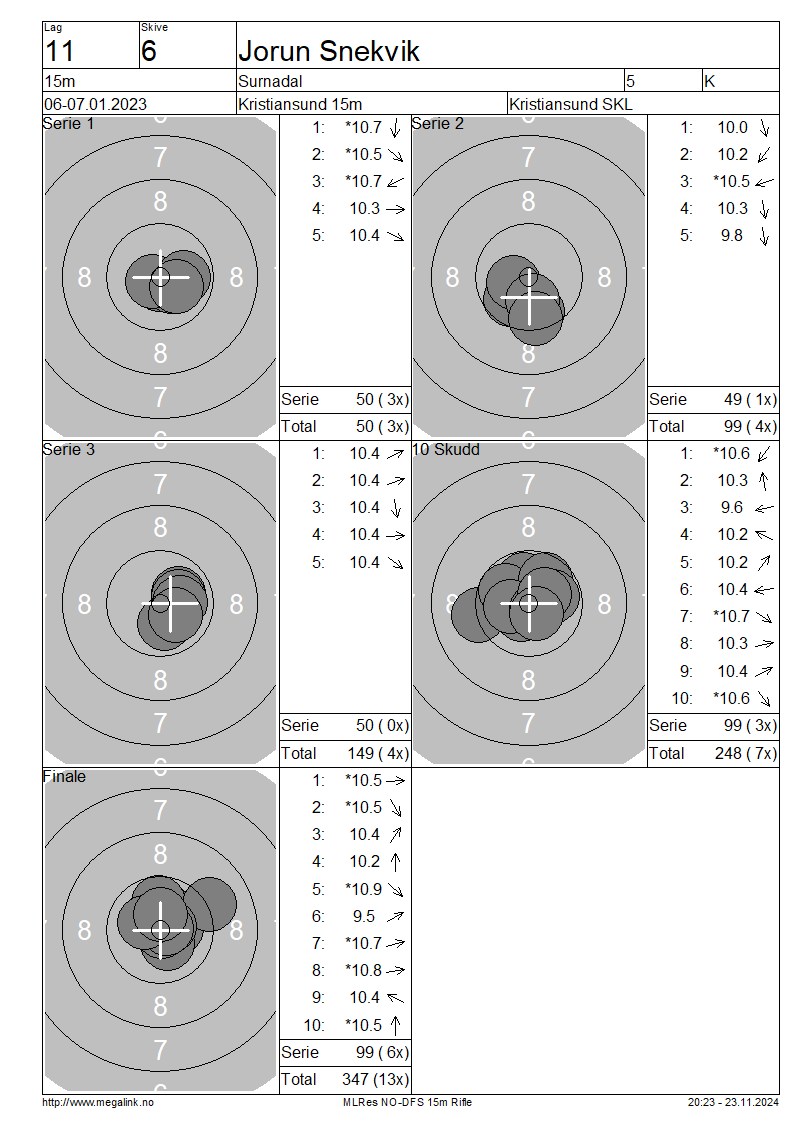 Lag
Skive
11
6
Jorun Snekvik
15m
Surnadal
5
K
06-07.01.2023
Kristiansund 15m
Kristiansund SKL
Serie 1
7
8
8
8
8
7
1: *10.7
2: *10.5
3: *10.7
4: 10.3
5: 10.4
Serie 50 ( 3x)
Total 50 ( 3x)
Serie 2
7
8
8
8
8
7
1: 10.0
2: 10.2
3: *10.5
4: 10.3
5: 9.8
Serie 49 ( 1x)
Total 99 ( 4x)
Serie 3
7
8
8
8
8
7
1: 10.4
2: 10.4
3: 10.4
4: 10.4
5: 10.4
Serie 50 ( 0x)
Total 149 ( 4x)
10 Skudd
7
8
8
8
8
7
1: *10.6
2: 10.3
3: 9.6
4: 10.2
5: 10.2
6: 10.4
7: *10.7
8: 10.3
9: 10.4
10: *10.6
Serie 99 ( 3x)
Total 248 ( 7x)
Finale
7
8
8
8
8
7
1: *10.5
2: *10.5
3: 10.4
4: 10.2
5: *10.9
6: 9.5
7: *10.7
8: *10.8
9: 10.4
10: *10.5
Serie 99 ( 6x)
Total 347 (13x)
http://www.megalink.no
MLRes NO-DFS 15m Rifle
20:23 - 23.11.2024